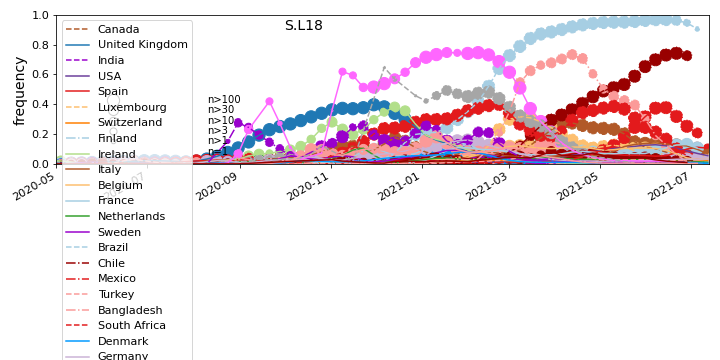 S.L18
frequency
1.0
0.8
0.6
0.4
0.2
0.0
n>100
n>30
n>10
n>3
n>1
2020-05
2020-09
2020-11
2021-01
2021-03
2021-05
2021-07
Canada
United Kingdom
India
USA
Spain
Luxembourg
Switzerland
Finland
Ireland
Italy
Belgium
France
Netherlands
Sweden
Brazil
Chile
Mexico
Turkey
Bangladesh
South Africa
Denmark
Germany